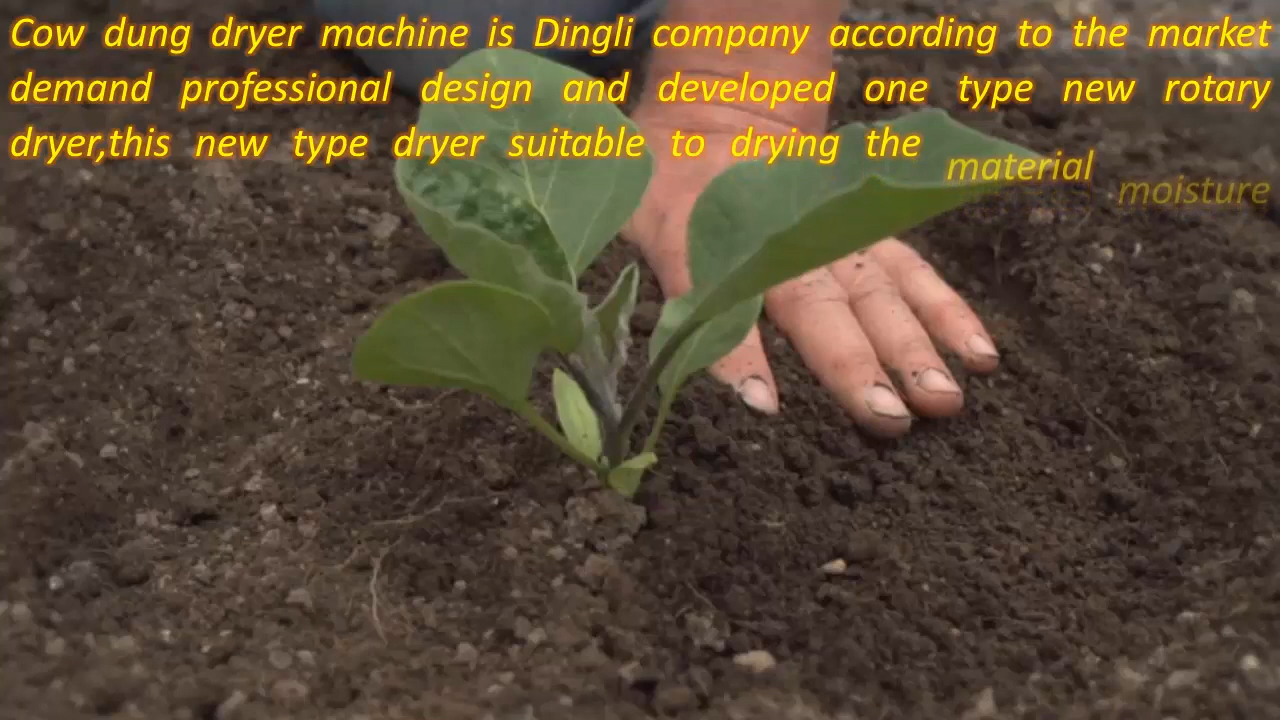 Cow dung dryer machine is Dingli company according to the market
demand professional design and developed one type new rotary
dryer,this new type dryer suitable to drying the material moisture